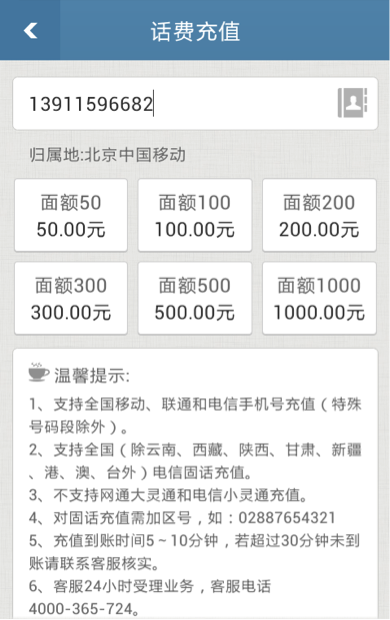 话费充值
13911596682
归属地:北京中国移动
面额50 面额100 面额200
50.00元 100.00元 200.00元
面额300 面额500 面额1000
300.00元 500.00元 1000.00元
温馨提示:
1、支持全国移动、联通和电信手机号充值（特殊
号码段除外）。
2、支持全国（除云南、西藏、陕西、甘肃、新疆
、港、澳、台外）电信固话充值。
3、不支持网通大灵通和电信小灵通充值。
4、对固话充值需加区号，如：02887654321
5、充值到账时间5～10分钟，若超过30分钟未到
账请联系客服核实。
6、客服24小时受理业务，客服电话
4000-365-724。